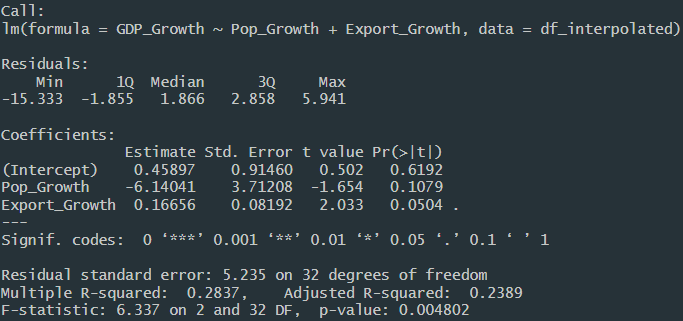 Call:
lm(formula = GDP_Growth ~ Pop_Growth + Export_Growth, data = df_interpolated)
Residuals:
Min 1Q Median 3Q Max
-15.333 -1.855 1.866 2.858 5.941
Coefficients:
Estimate Std. Error t value Pr(>|t|)
(Intercept) 0.45897 0.91460 0.502 0.6192
Pop_Growth -6.14041 3.71208 -1.654 0.1079
Export_Growth 0.16656 0.08192 2.033 0.0504 .
---
Signif. codes: 0 ‘***’ 0.001 ‘**’ 0.01 ‘*’ 0.05 ‘.’ 0.1 ‘ ’ 1
Residual standard error: 5.235 on 32 degrees of freedom
Multiple R-squared: 0.2837, Adjusted R-squared: 0.2389
F-statistic: 6.337 on 2 and 32 DF, p-value: 0.004802